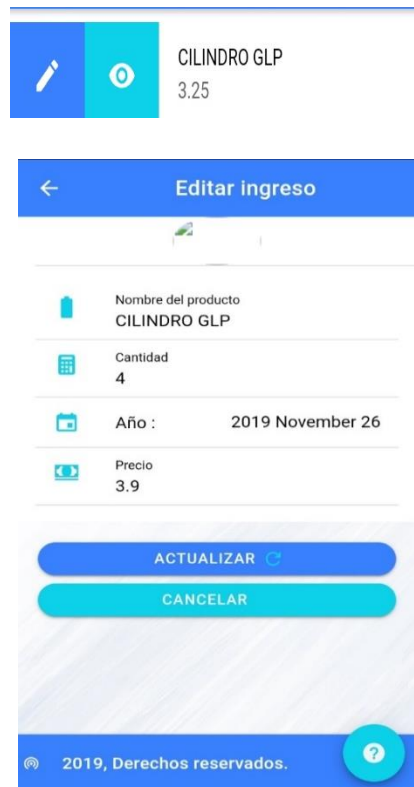 CILINDRO GLP
3.25
Editar ingreso
Nombre del producto
CILINDRO GLP
Cantidad
4
Año : 2019 November 26
Precio
3.9
ACTUALIZAR
CANCELAR
2019, Derechos reservados.
?